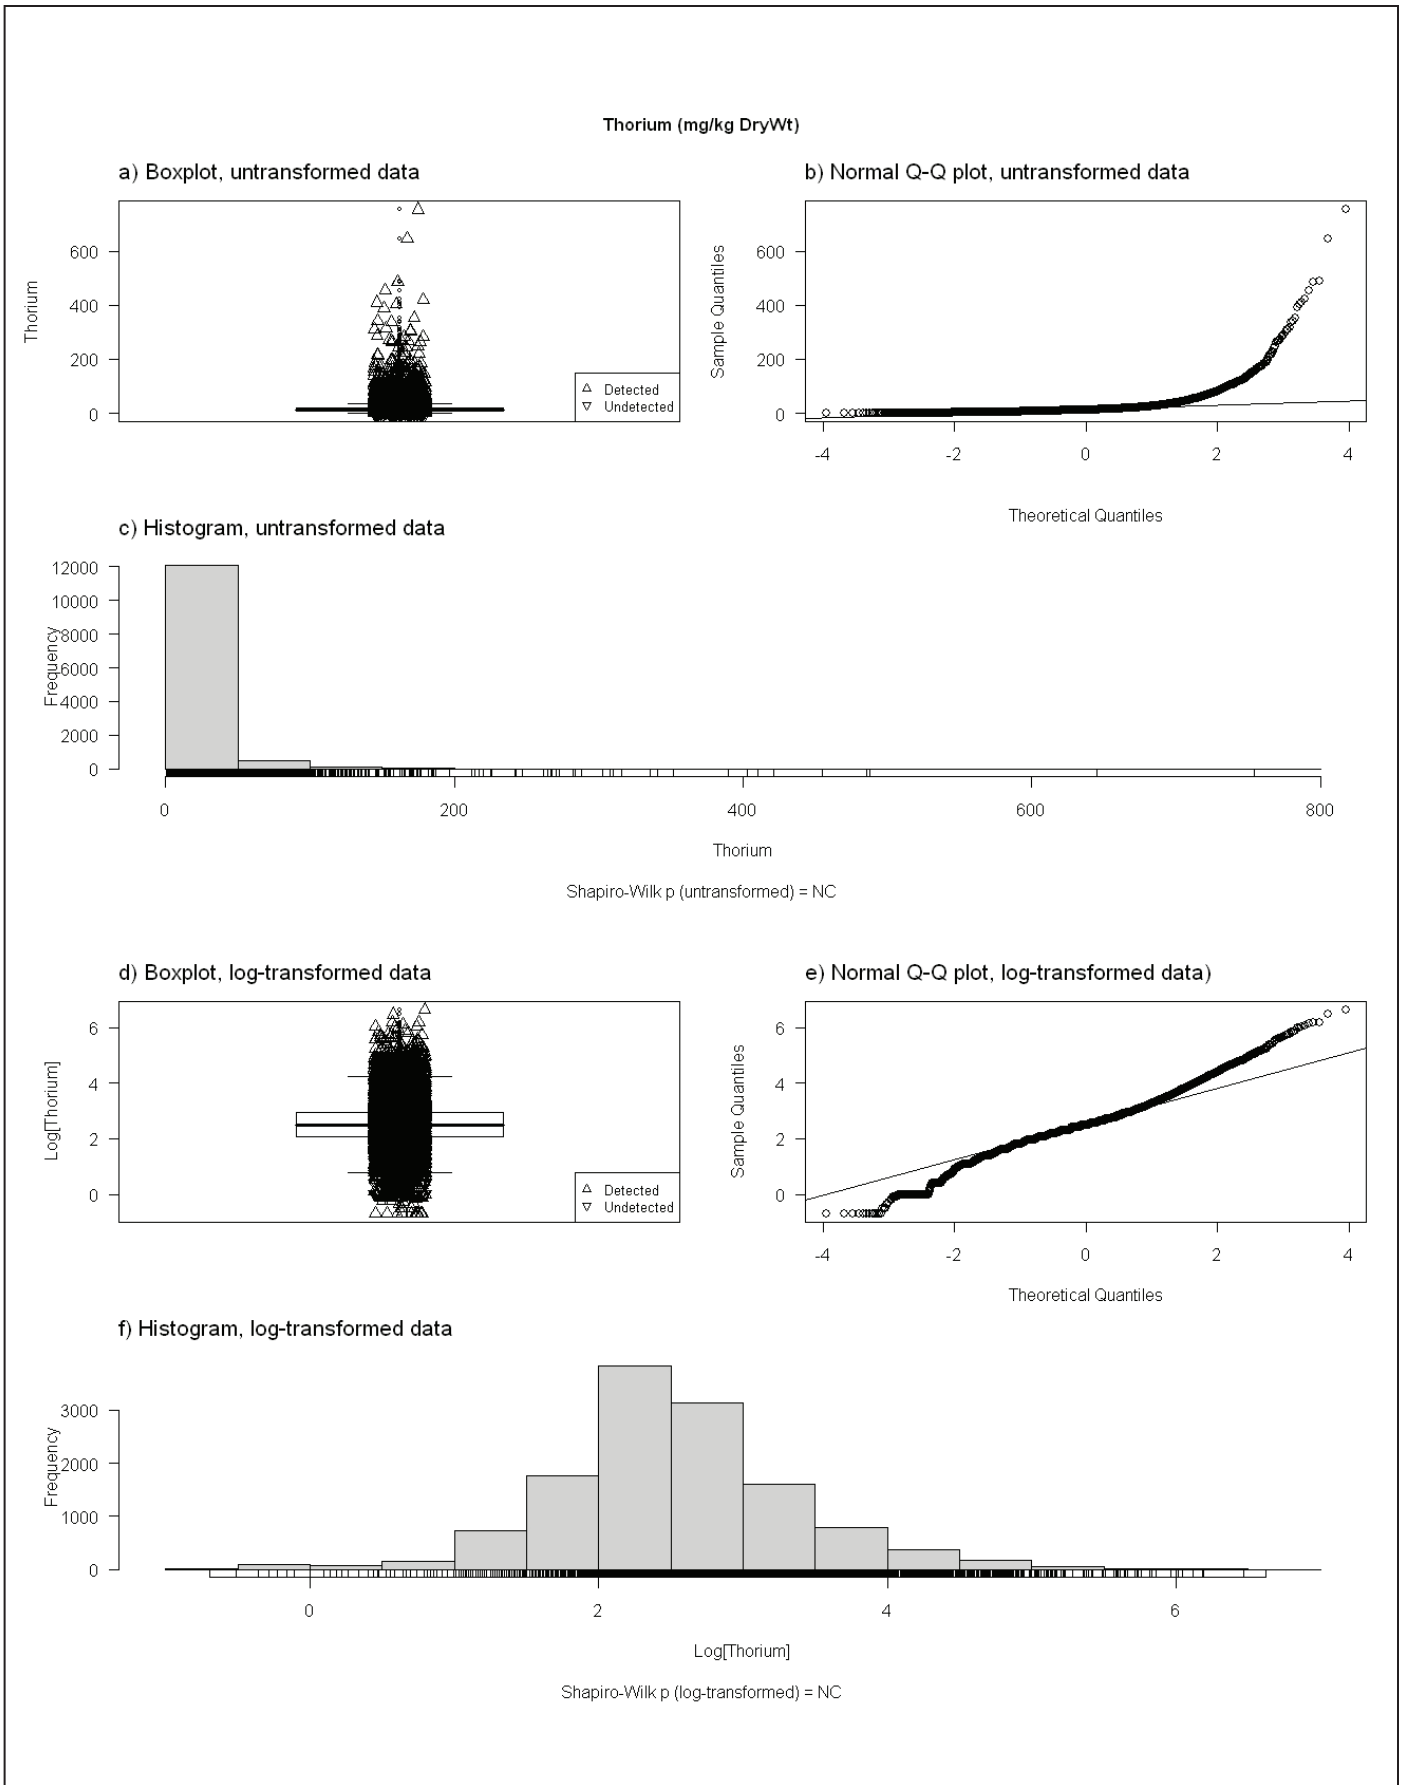 Thorium (mg/kg DryWt)
a) Boxplot, untransformed data
Thorium
600
400
200
0
Detected
Undetected
b) Normal Q-Q plot, untransformed data
Sample Quantiles
600
400
200
0
-4 -2 0 2 4
Theoretical Quantiles
c) Histogram, untransformed data
Frequency
12000
10000
8000
6000
4000
2000
0
0 200 400 600 800
Thorium
Shapiro-Wilk p (untransformed) = NC
d) Boxplot, log-transformed data
Log[Thorium]
6
4
2
0
Detected
Undetected
e) Normal Q-Q plot, log-transformed data)
Sample Quantiles
6
4
2
0
-4 -2 0 2 4
Theoretical Quantiles
f) Histogram, log-transformed data
Frequency
3000
2000
1000
0
0 2 4 6
Log[Thorium]
Shapiro-Wilk p (log-transformed) = NC